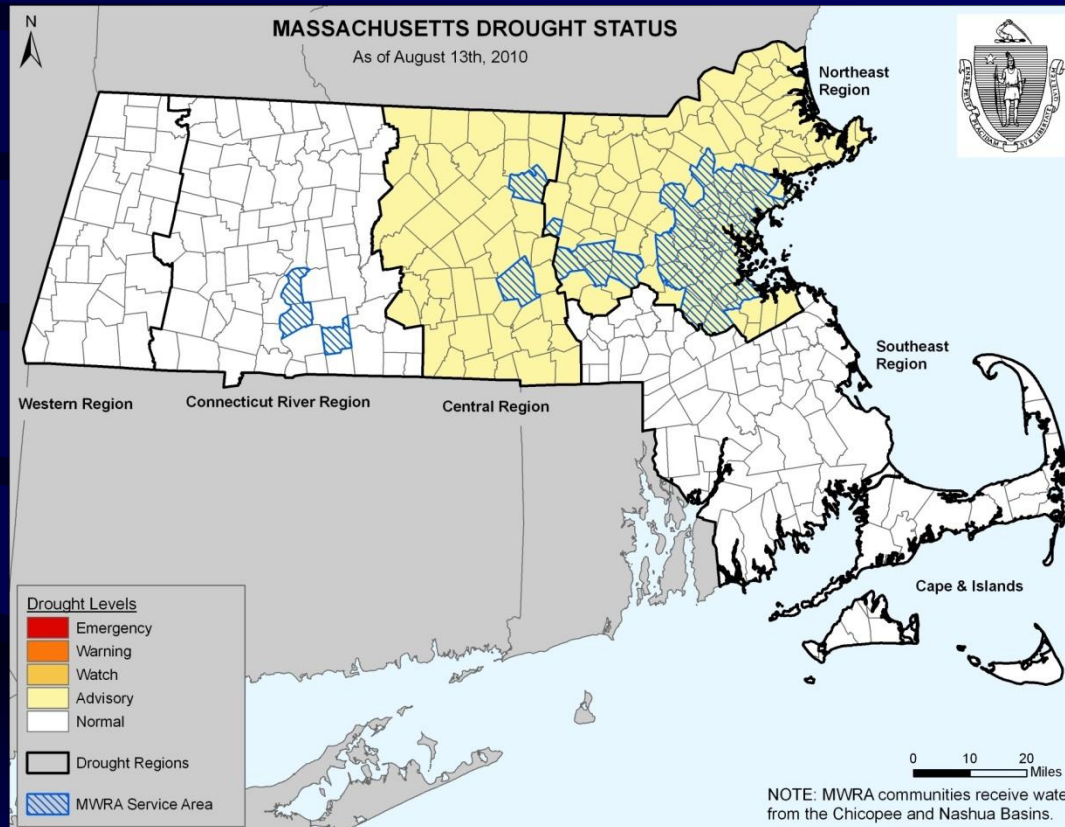 N
MASSACHUSETTS DROUGHT STATUS
As of August 13th, 2010
Northeast
Region
Southeast
Region
Western Region
Connecticut River Region
Central Region
Cape & Islands
Drought Levels
Emergency
Warning
Watch
Advisory
Normal
Drought Regions
MWRA Service Area
0 10 20
Miles
NOTE: MWRA communities receive wate
from the Chicopee and Nashua Basins.